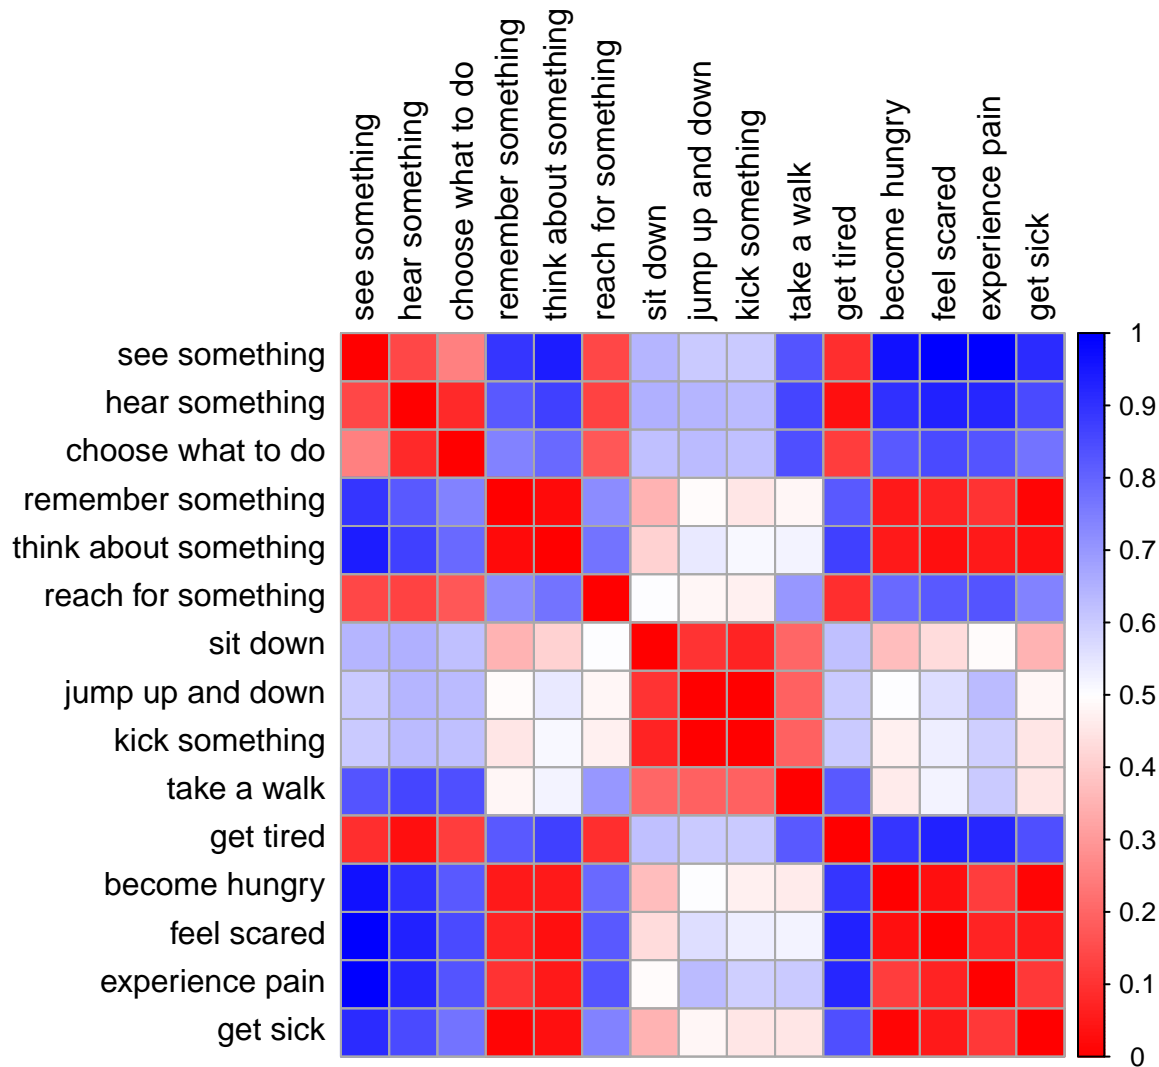 see something
hear something
choose what to do
remember something
think about something
reach for something
sit down
jump up and down
kick something
take a walk
get tired
become hungry
feel scared
experience pain
get sick
see something
hear something
choose what to do
remember something
think about something
reach for something
sit down
jump up and down
kick something
take a walk
get tired
become hungry
feel scared
experience pain
get sick
1
0.9
0.8
0.7
0.6
0.5
0.4
0.3
0.2
0.1
0